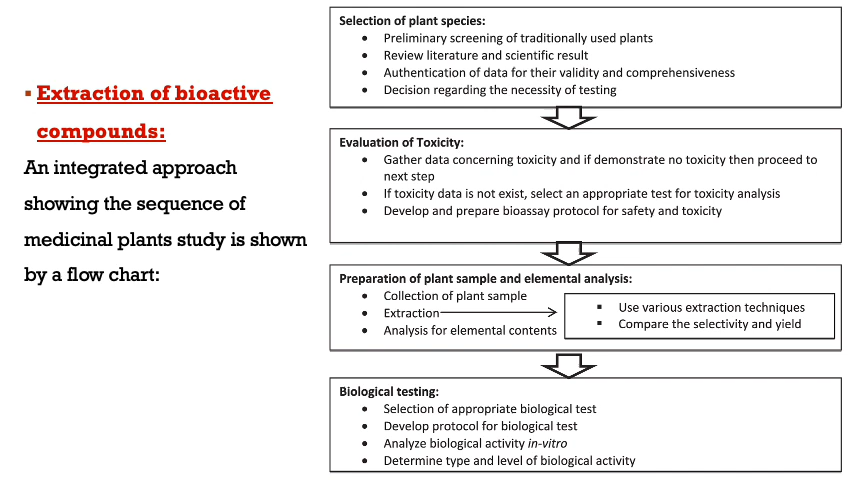 ▪ Extraction of bioactive
compounds:
An integrated approach
showing the sequence of
medicinal plants study is shown
by a flow chart:
Selection of plant species:
• Preliminary screening of traditionally used plants
• Review literature and scientific result
• Authentication of data for their validity and comprehensiveness
• Decision regarding the necessity of testing
Evaluation of Toxicity:
• Gather data concerning toxicity and if demonstrate no toxicity then proceed to
next step
• If toxicity data is not exist, select an appropriate test for toxicity analysis
• Develop and prepare bioassay protocol for safety and toxicity
Preparation of plant sample and elemental analysis:
• Collection of plant sample
• Extraction
• Analysis for elemental contents
▪ Use various extraction techniques
▪ Compare the selectivity and yield
Biological testing:
• Selection of appropriate biological test
• Develop protocol for biological test
• Analyze biological activity in-vitro
• Determine type and level of biological activity